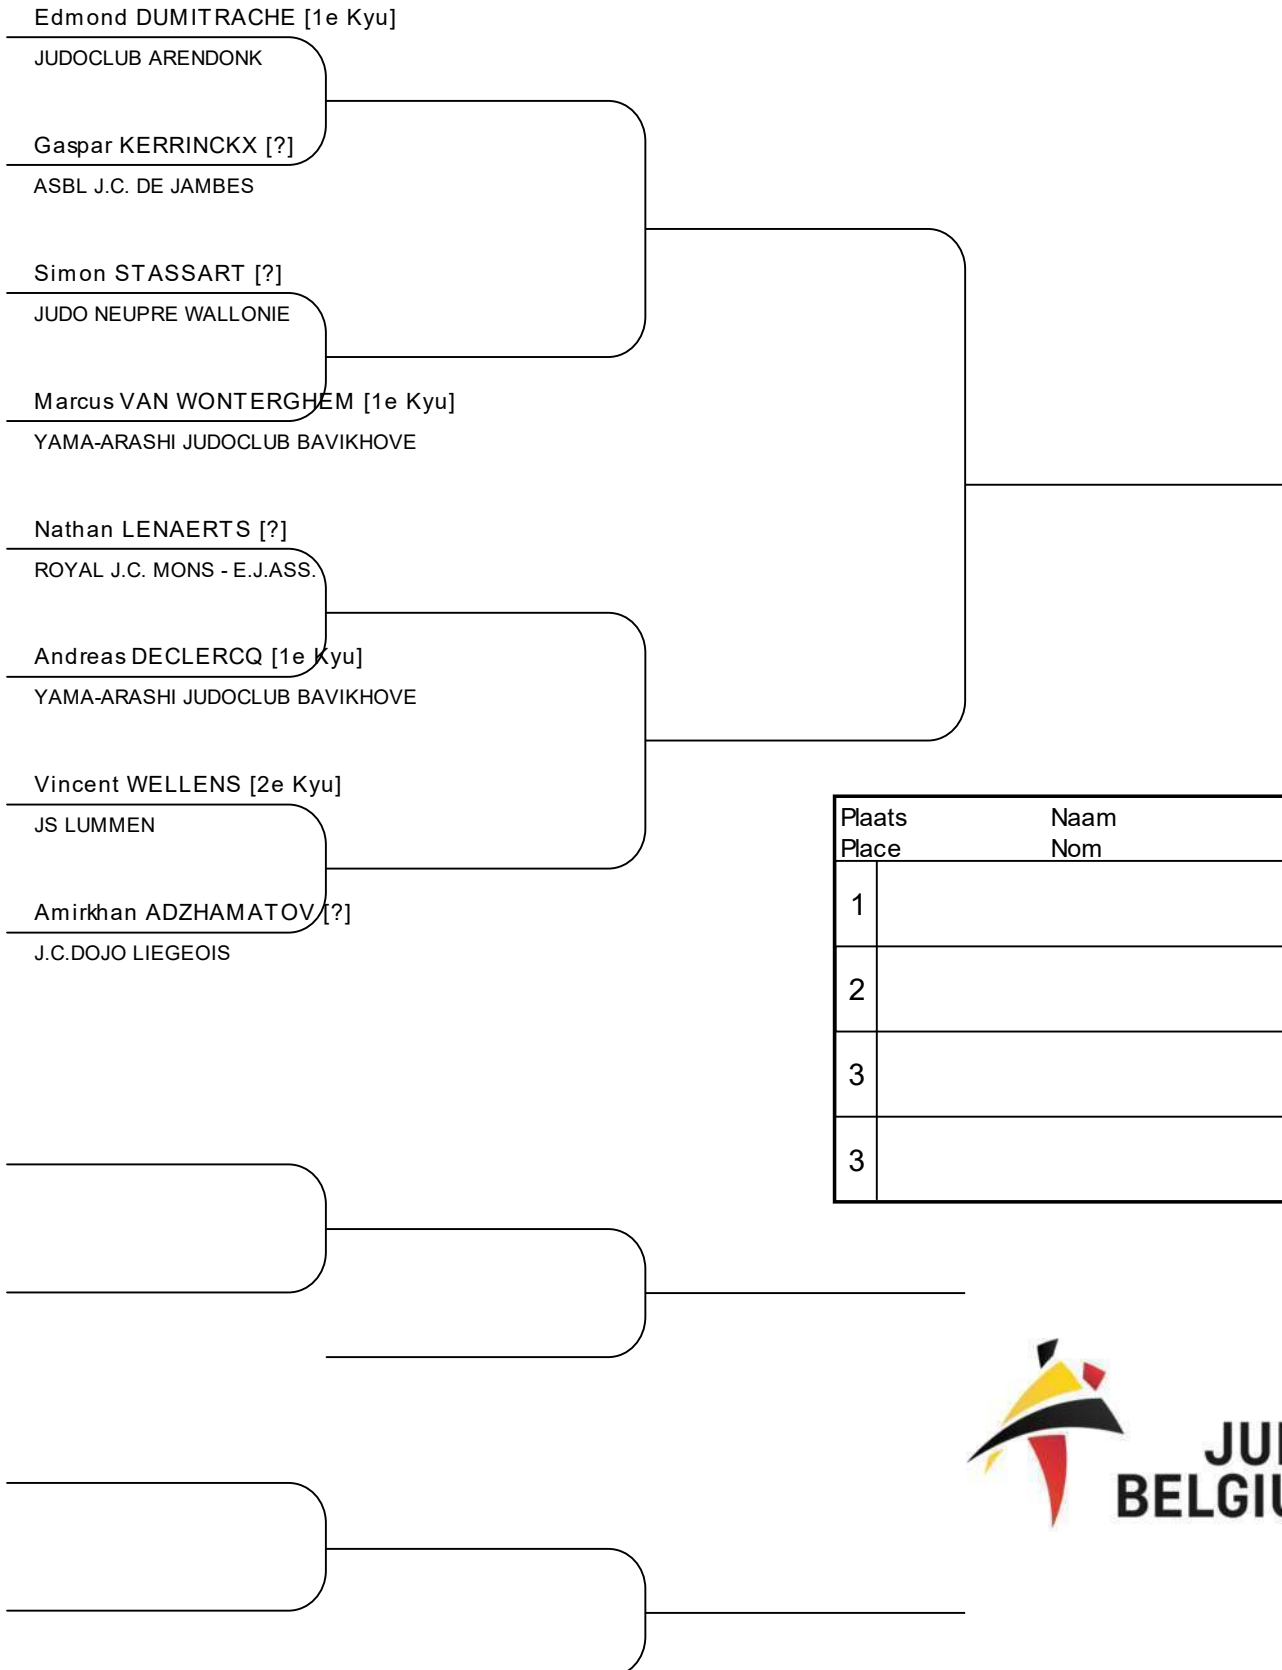 Edmond DUMITRACHE [1e Kyu]
JUDOCLUB ARENDONK
Gaspar KERRINCKX [?]
ASBL J.C. DE JAMBES
Simon STASSART [?]
JUDO NEUPRE WALLONIE
Marcus VAN WONTERGHEM [1e Kyu]
YAMA-ARASHI JUDOCLUB BAVIKHOVE
Nathan LENAERTS [?]
ROYAL J.C. MONS - E.J.ASS.
Andreas DECLERCQ [1e Kyu]
YAMA-ARASHI JUDOCLUB BAVIKHOVE
Vincent WELLENS [2e Kyu]
JS LUMMEN
Amirkhan ADZHAMATOV [?]
J.C.DOJO LIEGEOIS
Plaats Naam
Place Nom
1
2
3
3